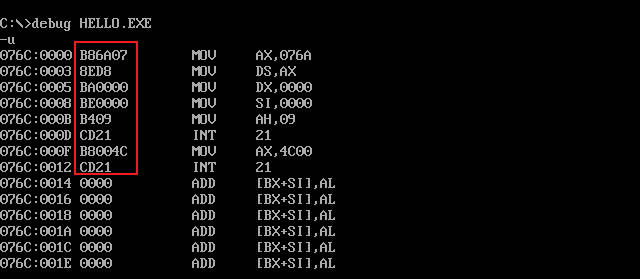 C:\>debug HELLO.EXE
-u
076C:0000 B86A07 MOV AX,076A
076C:0003 8ED8 MOV DS,AX
076C:0005 BA0000 MOV DX,0000
076C:0008 BE0000 MOV SI,0000
076C:000B B409 MOV AH,09
076C:000D CD21 INT 21
076C:000F B8004C MOV AX,4C00
076C:0012 CD21 INT 21
076C:0014 0000 ADD [BX+SI],AL
076C:0016 0000 ADD [BX+SI],AL
076C:0018 0000 ADD [BX+SI],AL
076C:001A 0000 ADD [BX+SI],AL
076C:001C 0000 ADD [BX+SI],AL
076C:001E 0000 ADD [BX+SI],AL